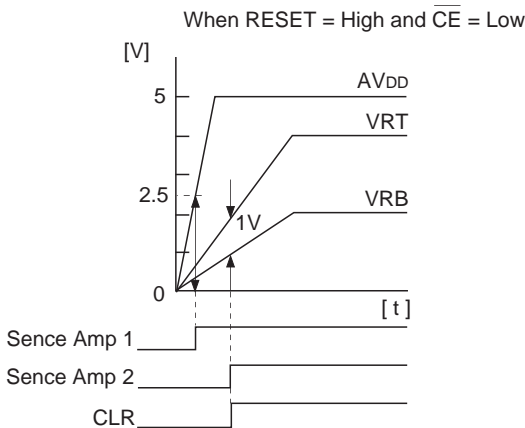 When RESET = High and C̅E̅ = Low
[V]
AVDD
5
VRT
2.5
VRB
1V
0
[ t ]
Sence Amp 1
Sence Amp 2
CLR